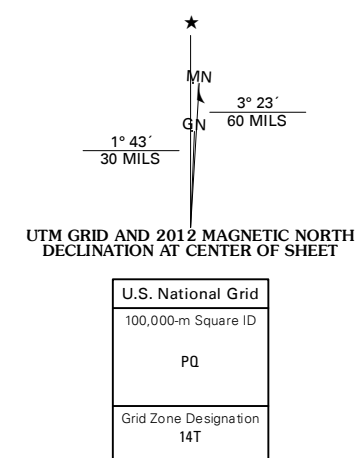 ★
MN
3° 23´
60 MILS
GN
1° 43´
30 MILS
UTM GRID AND 2012 MAGNETIC NORTH
DECLINATION AT CENTER OF SHEET
U.S. National Grid
100,000-m Square ID
PQ
Grid Zone Designation
14T